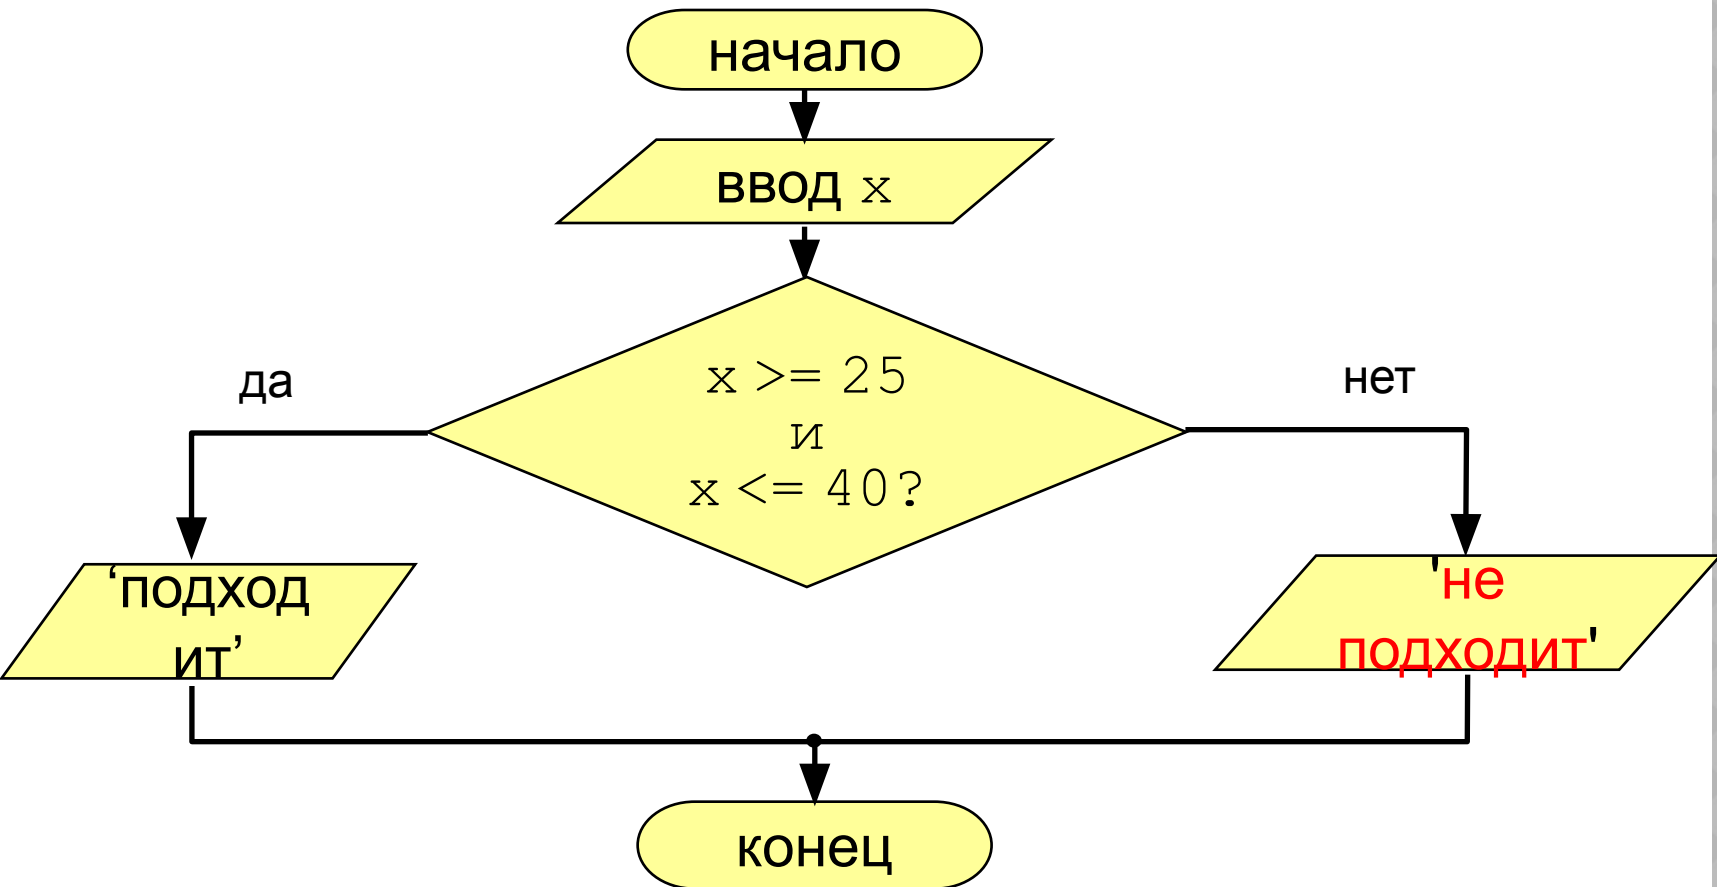 начало
ввод x
x >= 25
и
x <= 40?
да
нет
‘подход
ит’
'не
подходит'
конец